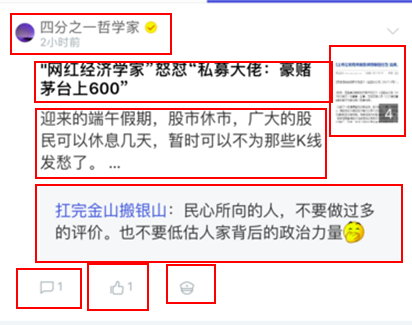 四分之一哲学家
2小时前
"网红经济学家"怒怼"私募大佬：豪赌
茅台上600"
4
迎来的端午假期，股市休市，广大的股
民可以休息几天，暂时可以不为那些K线
发愁了。 ...
扛完金山搬银山：民心所向的人，不要做过多
的评价。也不要低估人家背后的政治力量
1
1